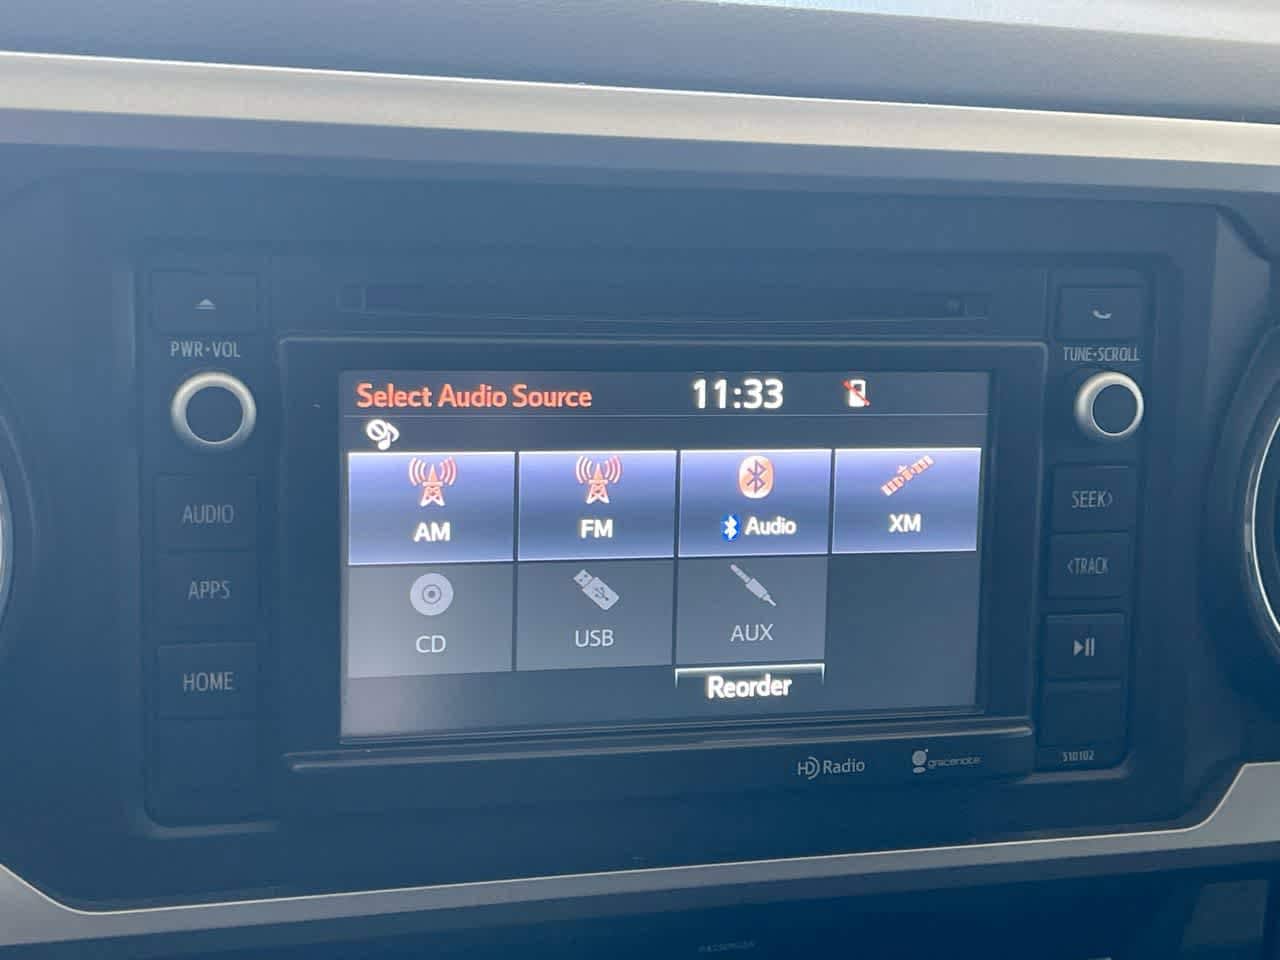 PWR·VOL
TUNE·SCROLL
Select Audio Source
11:33
AM
FM
Audio
XM
AUDIO
SEEK>
APPS
<TRACK
CD
USB
AUX
HOME
Reorder
HD Radio
gracenote
510102